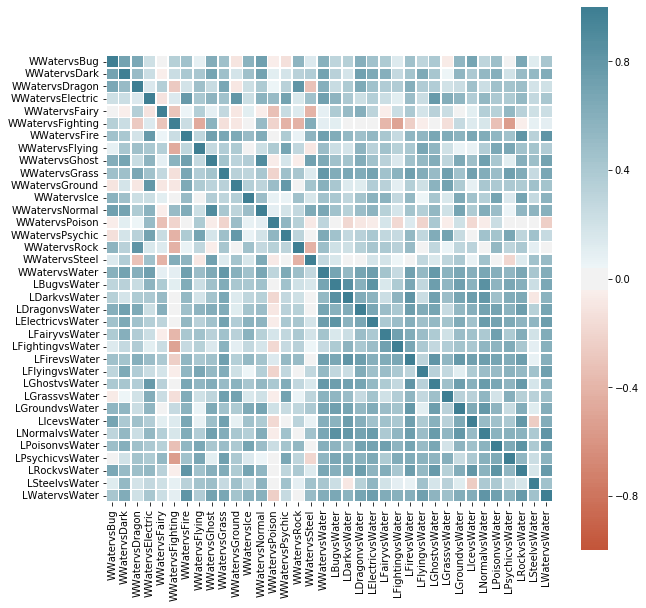 WWatervsBug
WWatervsDark
WWatervsDragon
WWatervsElectric
WWatervsFairy
WWatervsFighting
WWatervsFire
WWatervsFlying
WWatervsGhost
WWatervsGrass
WWatervsGround
WWatervsIce
WWatervsNormal
WWatervsPoison
WWatervsPsychic
WWatervsRock
WWatervsSteel
WWatervsWater
LBugvsWater
LDarkvsWater
LDragonvsWater
LElectricvsWater
LFairyvsWater
LFightingvsWater
LFirevsWater
LFlyingvsWater
LGhostvsWater
LGrassvsWater
LGroundvsWater
LIcevsWater
LNormalvsWater
LPoisonvsWater
LPsychicvsWater
LRockvsWater
LSteelvsWater
LWatervsWater
WWatervsBug
WWatervsDark
WWatervsDragon
WWatervsElectric
WWatervsFairy
WWatervsFighting
WWatervsFire
WWatervsFlying
WWatervsGhost
WWatervsGrass
WWatervsGround
WWatervsIce
WWatervsNormal
WWatervsPoison
WWatervsPsychic
WWatervsRock
WWatervsSteel
WWatervsWater
LBugvsWater
LDarkvsWater
LDragonvsWater
LElectricvsWater
LFairyvsWater
LFightingvsWater
LFirevsWater
LFlyingvsWater
LGhostvsWater
LGrassvsWater
LGroundvsWater
LIcevsWater
LNormalvsWater
LPoisonvsWater
LPsychicvsWater
LRockvsWater
LSteelvsWater
LWatervsWater
0.8
0.4
0.0
−0.4
−0.8